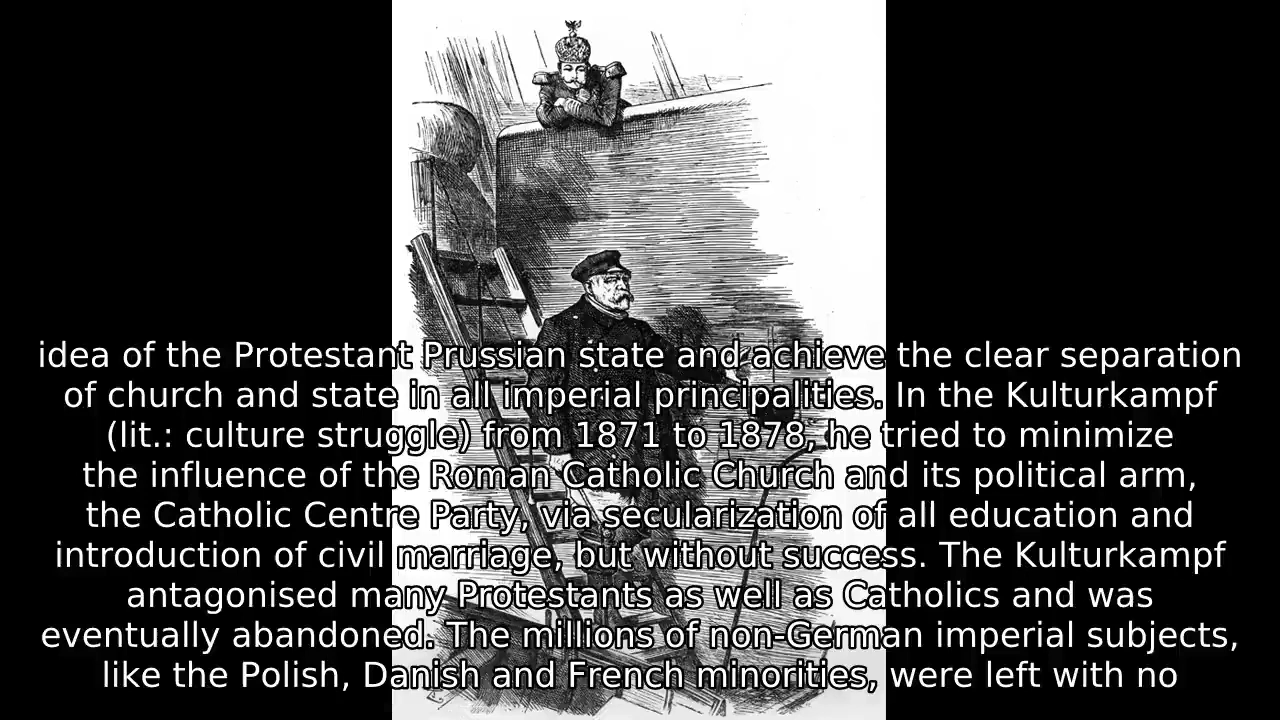 idea of the Protestant Prussian state and achieve the clear separation
of church and state in all imperial principalities. In the Kulturkampf
(lit.: culture struggle) from 1871 to 1878, he tried to minimize
the influence of the Roman Catholic Church and its political arm,
the Catholic Centre Party, via secularization of all education and
introduction of civil marriage, but without success. The Kulturkampf
antagonised many Protestants as well as Catholics and was
eventually abandoned. The millions of non-German imperial subjects,
like the Polish, Danish and French minorities, were left with no